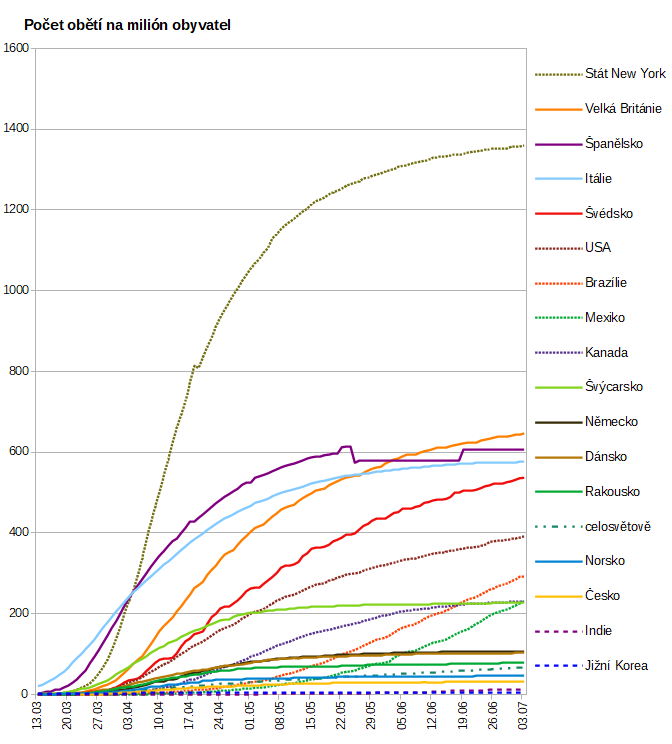 Počet obětí na milión obyvatel
1600
1400
1200
1000
800
600
400
200
0
13.03
20.03
27.03
03.04
10.04
17.04
24.04
01.05
08.05
15.05
22.05
29.05
05.06
12.06
19.06
26.06
03.07
Stát New York
Velká Británie
Španělsko
Itálie
Švédsko
USA
Brazílie
Mexiko
Kanada
Švýcarsko
Německo
Dánsko
Rakousko
celosvětově
Norsko
Česko
Indie
Jižní Korea